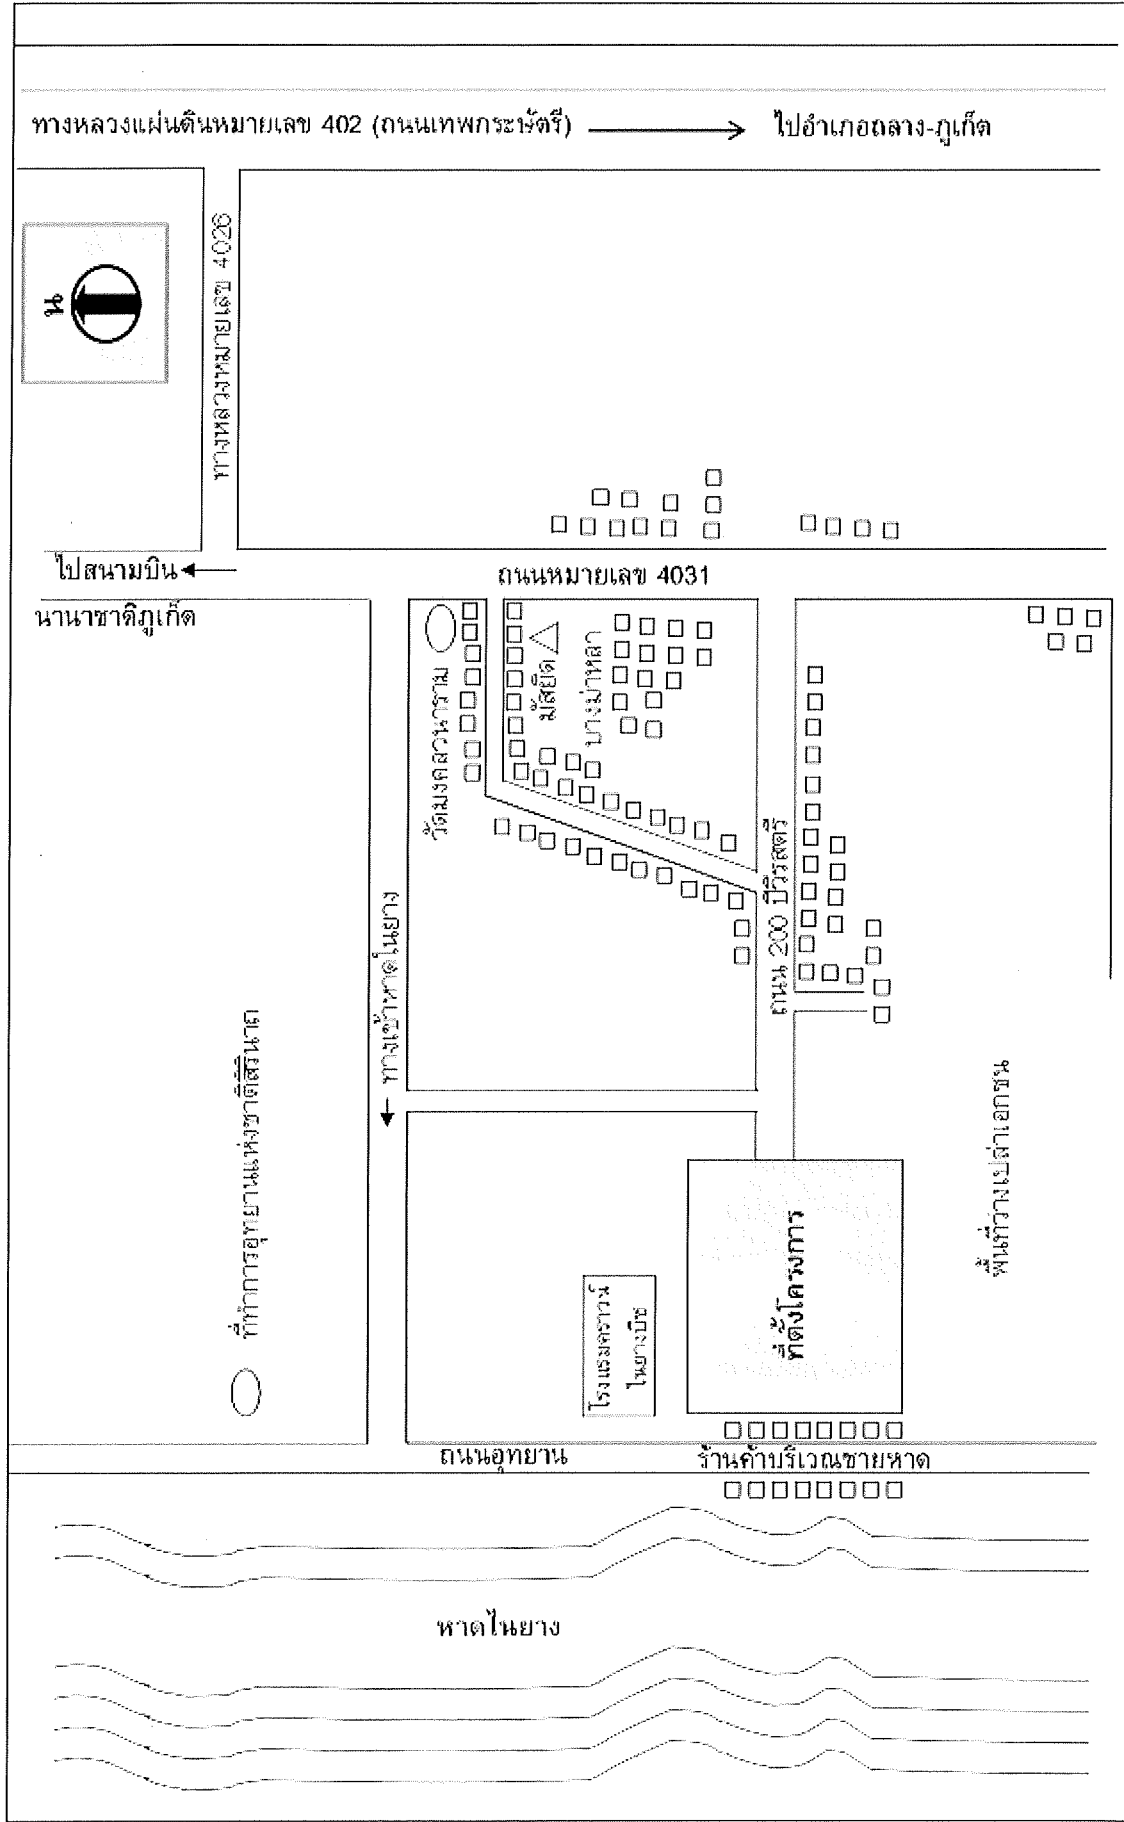 ทางหลวงแผ่นดินหมายเลข 402 (ถนนเทพกระษัตรี)
ไปอำเภอถลาง-ภูเก็ต
น
ทางหลวงหมายเลข 4026
ไปสนามบิน
นานาชาติภูเก็ต
ถนนหมายเลข 4031
วัดมงคลวนาราม
มัสยิด
บางม่าเหลา
ถนน 200 ปีวีรสตรี
ทางเข้าหาดในยาง
ที่ทำการอุทยานแห่งชาติสิรินาถ
พื้นที่ว่างเปล่าเอกชน
ที่ตั้งโครงการ
โรงแรมคราวน์
ในยางบีช
ถนนอุทยาน
ร้านค้าบริเวณชายหาด
หาดในยาง